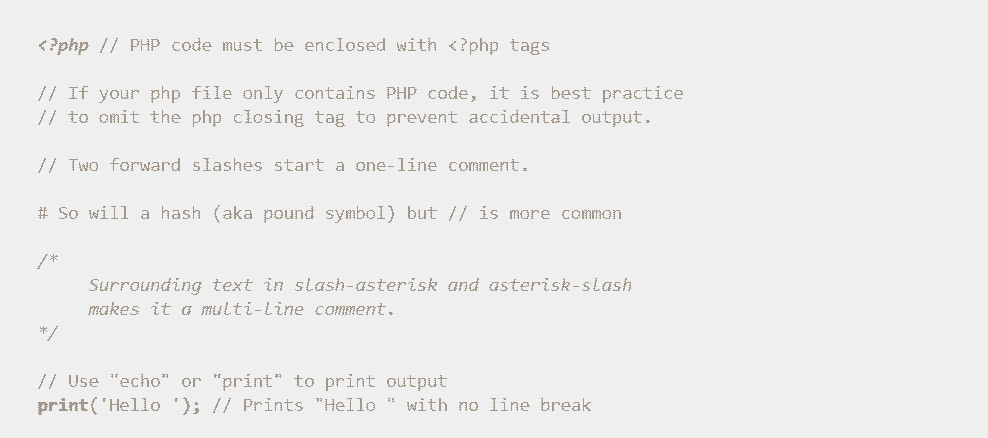 <?php // PHP code must be enclosed with <?php tags
// If your php file only contains PHP code, it is best practice
// to omit the php closing tag to prevent accidental output.
// Two forward slashes start a one-line comment.
# So will a hash (aka pound symbol) but // is more common
/*
Surrounding text in slash-asterisk and asterisk-slash
makes it a multi-line comment.
*/
// Use "echo" or "print" to print output
print('Hello '); // Prints "Hello " with no line break